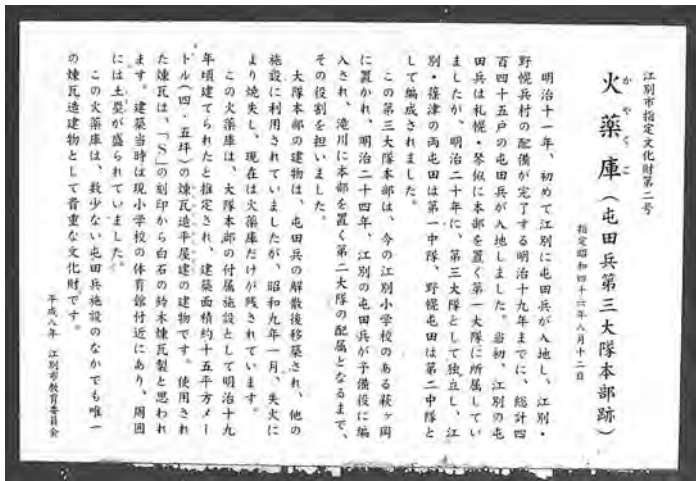 江別市指定文化財第二号
火薬庫(屯田兵第三大隊本部跡)
かやくこ
指定昭和四十六年八月十二日
明治十一年、初めて江別に屯田兵が入地し、江別・
野幌兵村の配備が完了する明治十九年までに、総計四
百四十五戸の屯田兵が入地しました。当初、江別の屯
田兵は札幌・琴似に本部を置く第一大隊に所属してい
ましたが、明治二十年に、第三大隊として独立し、江
別・篠津の両屯田は第一中隊、野幌屯田は第二中隊と
して編成されました。
この第三大隊本部は、今の江別小学校のある萩ヶ岡
に置かれ、明治二十四年、江別の屯田兵が予備役に編
入され、滝川に本部を置く第二大隊の配属となるまで、
その役割を担いました。
大隊本部の建物は、屯田兵の解散後移築され、他の
施設に利用されていましたが、昭和九年一月、失火に
より焼失し、現在は火薬庫だけが残されています。
この火薬庫は、大隊本部の付属施設として明治十九
年頃建てられたと推定され、建築面積約十五平方メー
トル(四・五坪)の煉瓦造平屋建の建物です。使用され
た煉瓦は、「S」の刻印から白石の鈴木煉瓦製と思われ
ます。建築当時は現小学校の体育館付近にあり、周囲
には土塁が盛られていました。
この火薬庫は、数少ない屯田兵施設のなかでも唯一
の煉瓦造建物として貴重な文化財です。
平成八年 江別市教育委員会